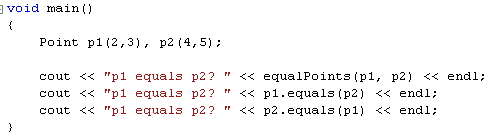 void main()
{
Point p1(2,3), p2(4,5);
cout << "p1 equals p2? " << equalPoints(p1, p2) << endl;
cout << "p1 equals p2? " << p1.equals(p2) << endl;
cout << "p1 equals p2? " << p2.equals(p1) << endl;
}